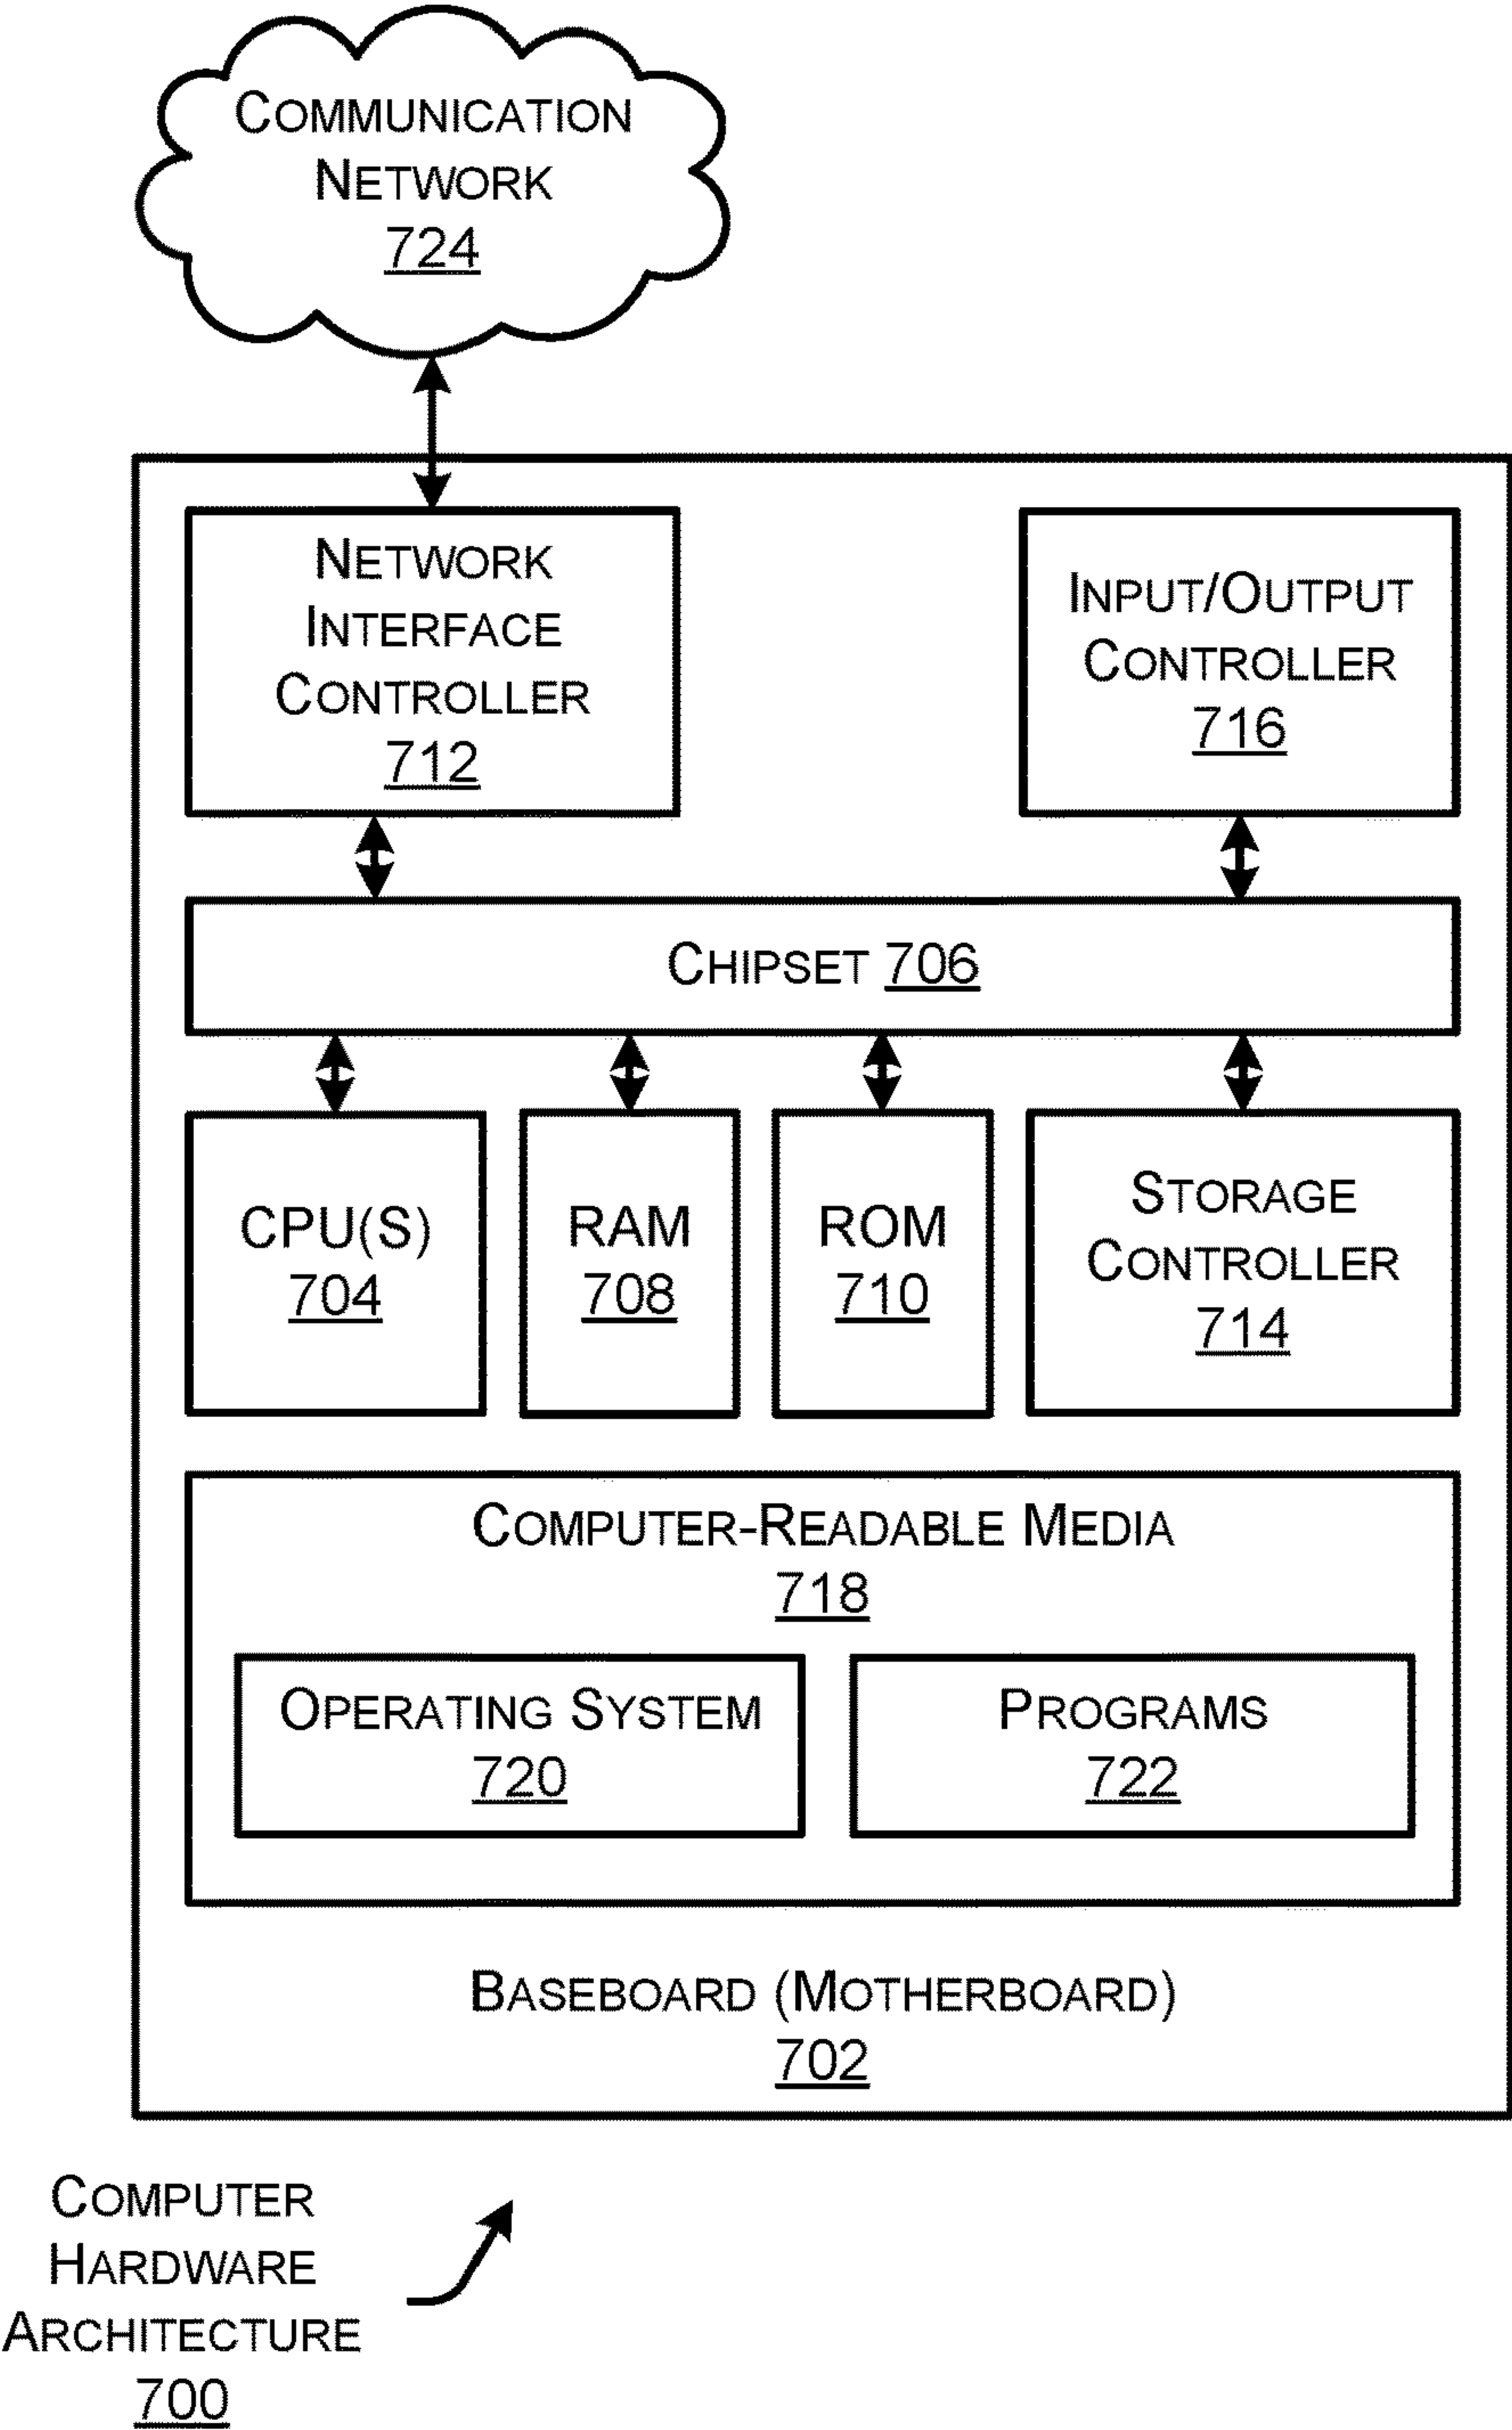 COMMUNICATION
NETWORK
724
NETWORK
INTERFACE
CONTROLLER
712
INPUT/OUTPUT
CONTROLLER
716
CHIPSET 706
CPU(S)
704
RAM
708
ROM
710
STORAGE
CONTROLLER
714
COMPUTER-READABLE MEDIA
718
OPERATING SYSTEM
720
PROGRAMS
722
BASEBOARD (MOTHERBOARD)
702
COMPUTER
HARDWARE
ARCHITECTURE
700